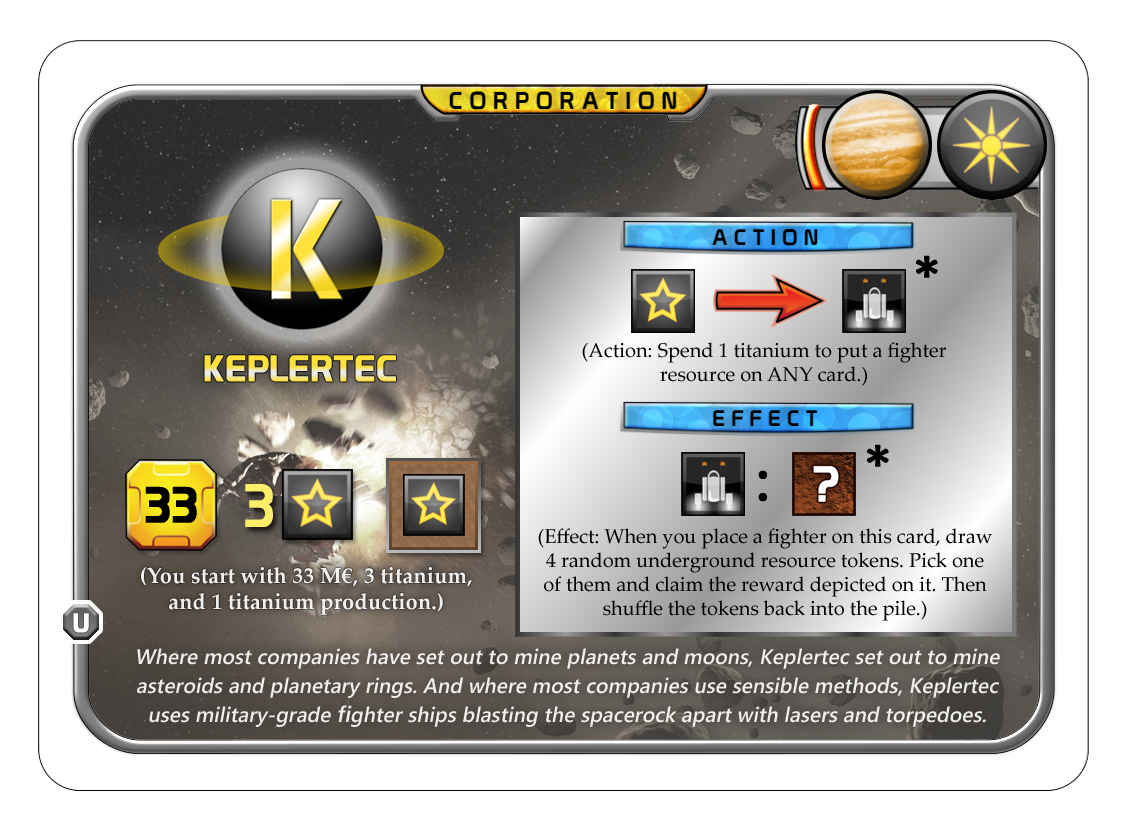 CORPORATION
K
KEPLERTEC
33 3
(You start with 33 M€, 3 titanium,
and 1 titanium production.)
ACTION
*
(Action: Spend 1 titanium to put a fighter
resource on ANY card.)
EFFECT
: ? *
(Effect: When you place a fighter on this card, draw
4 random underground resource tokens. Pick one
of them and claim the reward depicted on it. Then
shuffle the tokens back into the pile.)
U
Where most companies have set out to mine planets and moons, Keplertec set out to mine
asteroids and planetary rings. And where most companies use sensible methods, Keplertec
uses military-grade fighter ships blasting the spacerock apart with lasers and torpedoes.